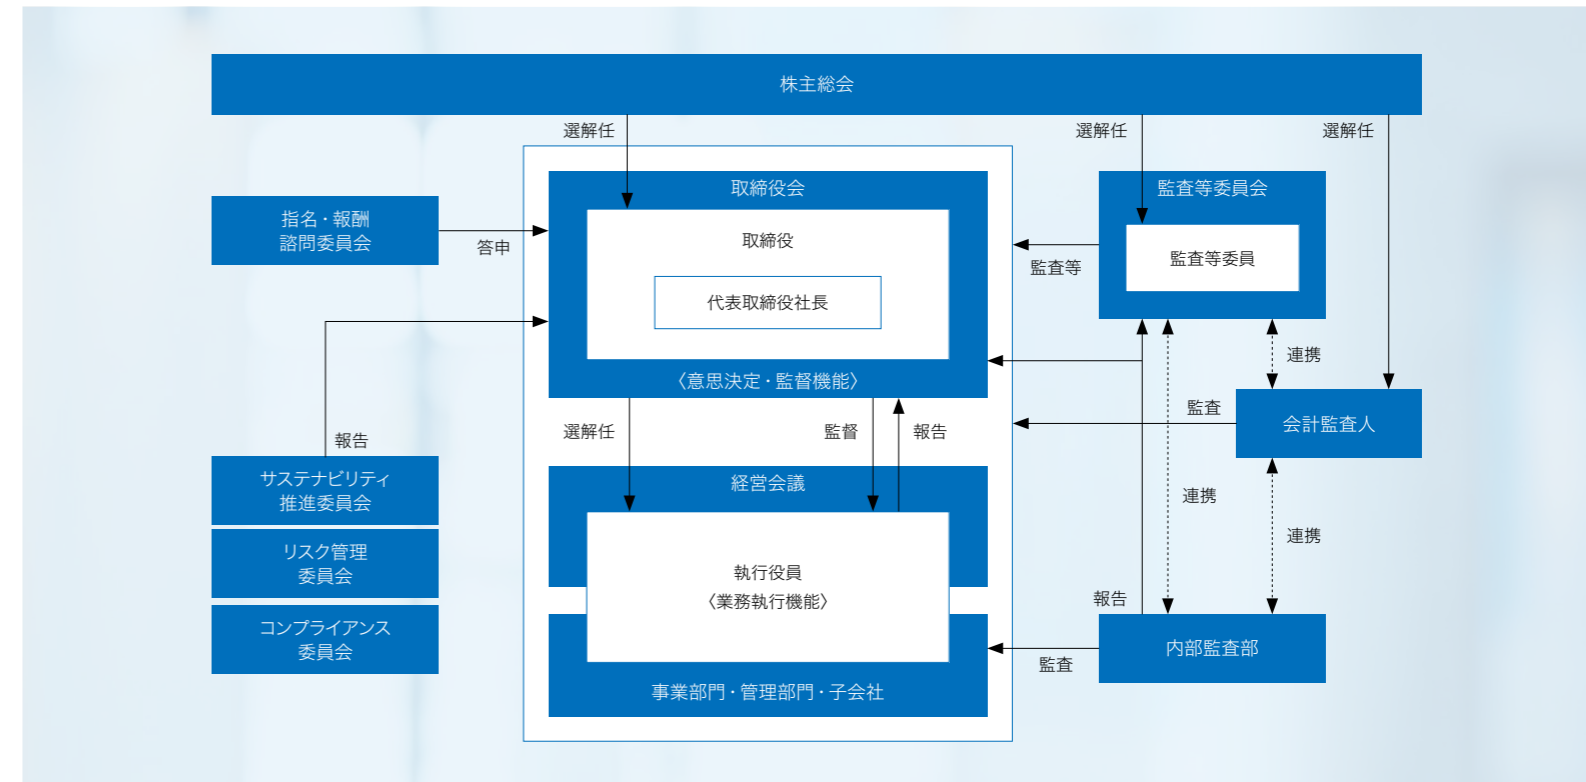 株主総会
選解任
選解任
選解任
指名・報酬
諮問委員会
答申
取締役会
取締役
代表取締役社長
〈意思決定・監督機能〉
監査等委員会
監査等委員
監査等
連携
報告
サステナビリティ
推進委員会
リスク管理
委員会
コンプライアンス
委員会
選解任
監督
報告
監査
会計監査人
経営会議
執行役員
〈業務執行機能〉
事業部門・管理部門・子会社
連携
連携
報告
監査
内部監査部